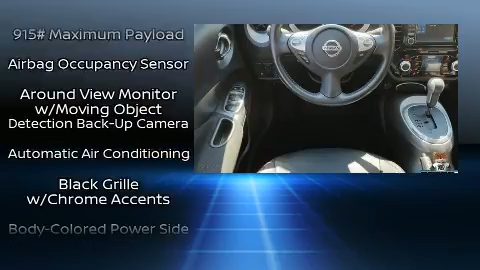 915# Maximum Payload
Airbag Occupancy Sensor
Around View Monitor
w/Moving Object
Detection Back-Up Camera
Automatic Air Conditioning
Black Grille
w/Chrome Accents
Body-Colored Power Side